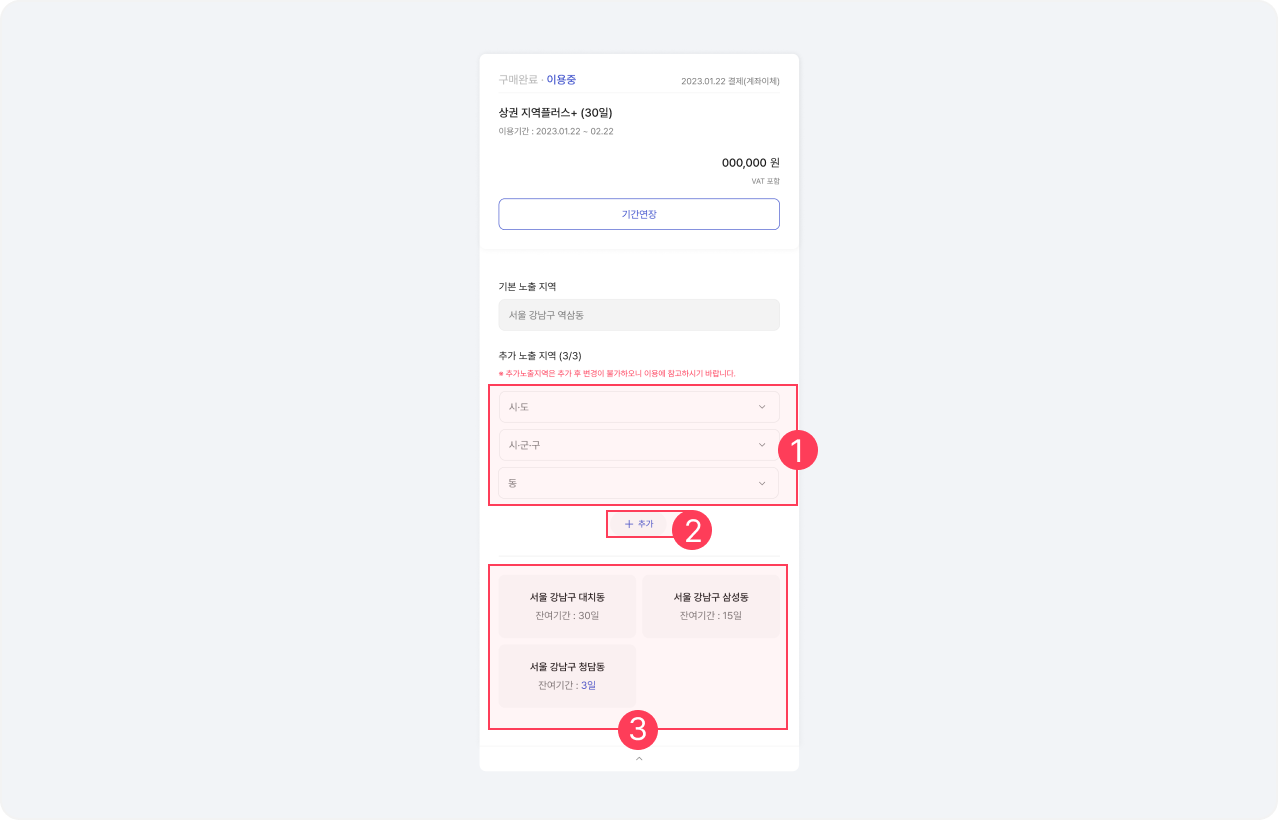 구매완료 · 이용중
2023.01.22 결제(계좌이체)
상권 지역플러스+ (30일)
이용기간 : 2023.01.22 ~ 02.22
000,000 원
VAT 포함
기간연장
기본 노출 지역
서울 강남구 역삼동
추가 노출 지역 (3/3)
※ 추가노출지역은 추가 후 변경이 불가하오니 이용에 참고하시기 바랍니다.
시·도
시·군·구
1
동
+ 추가
2
서울 강남구 대치동
잔여기간 : 30일
서울 강남구 삼성동
잔여기간 : 15일
서울 강남구 청담동
잔여기간 : 3일
3